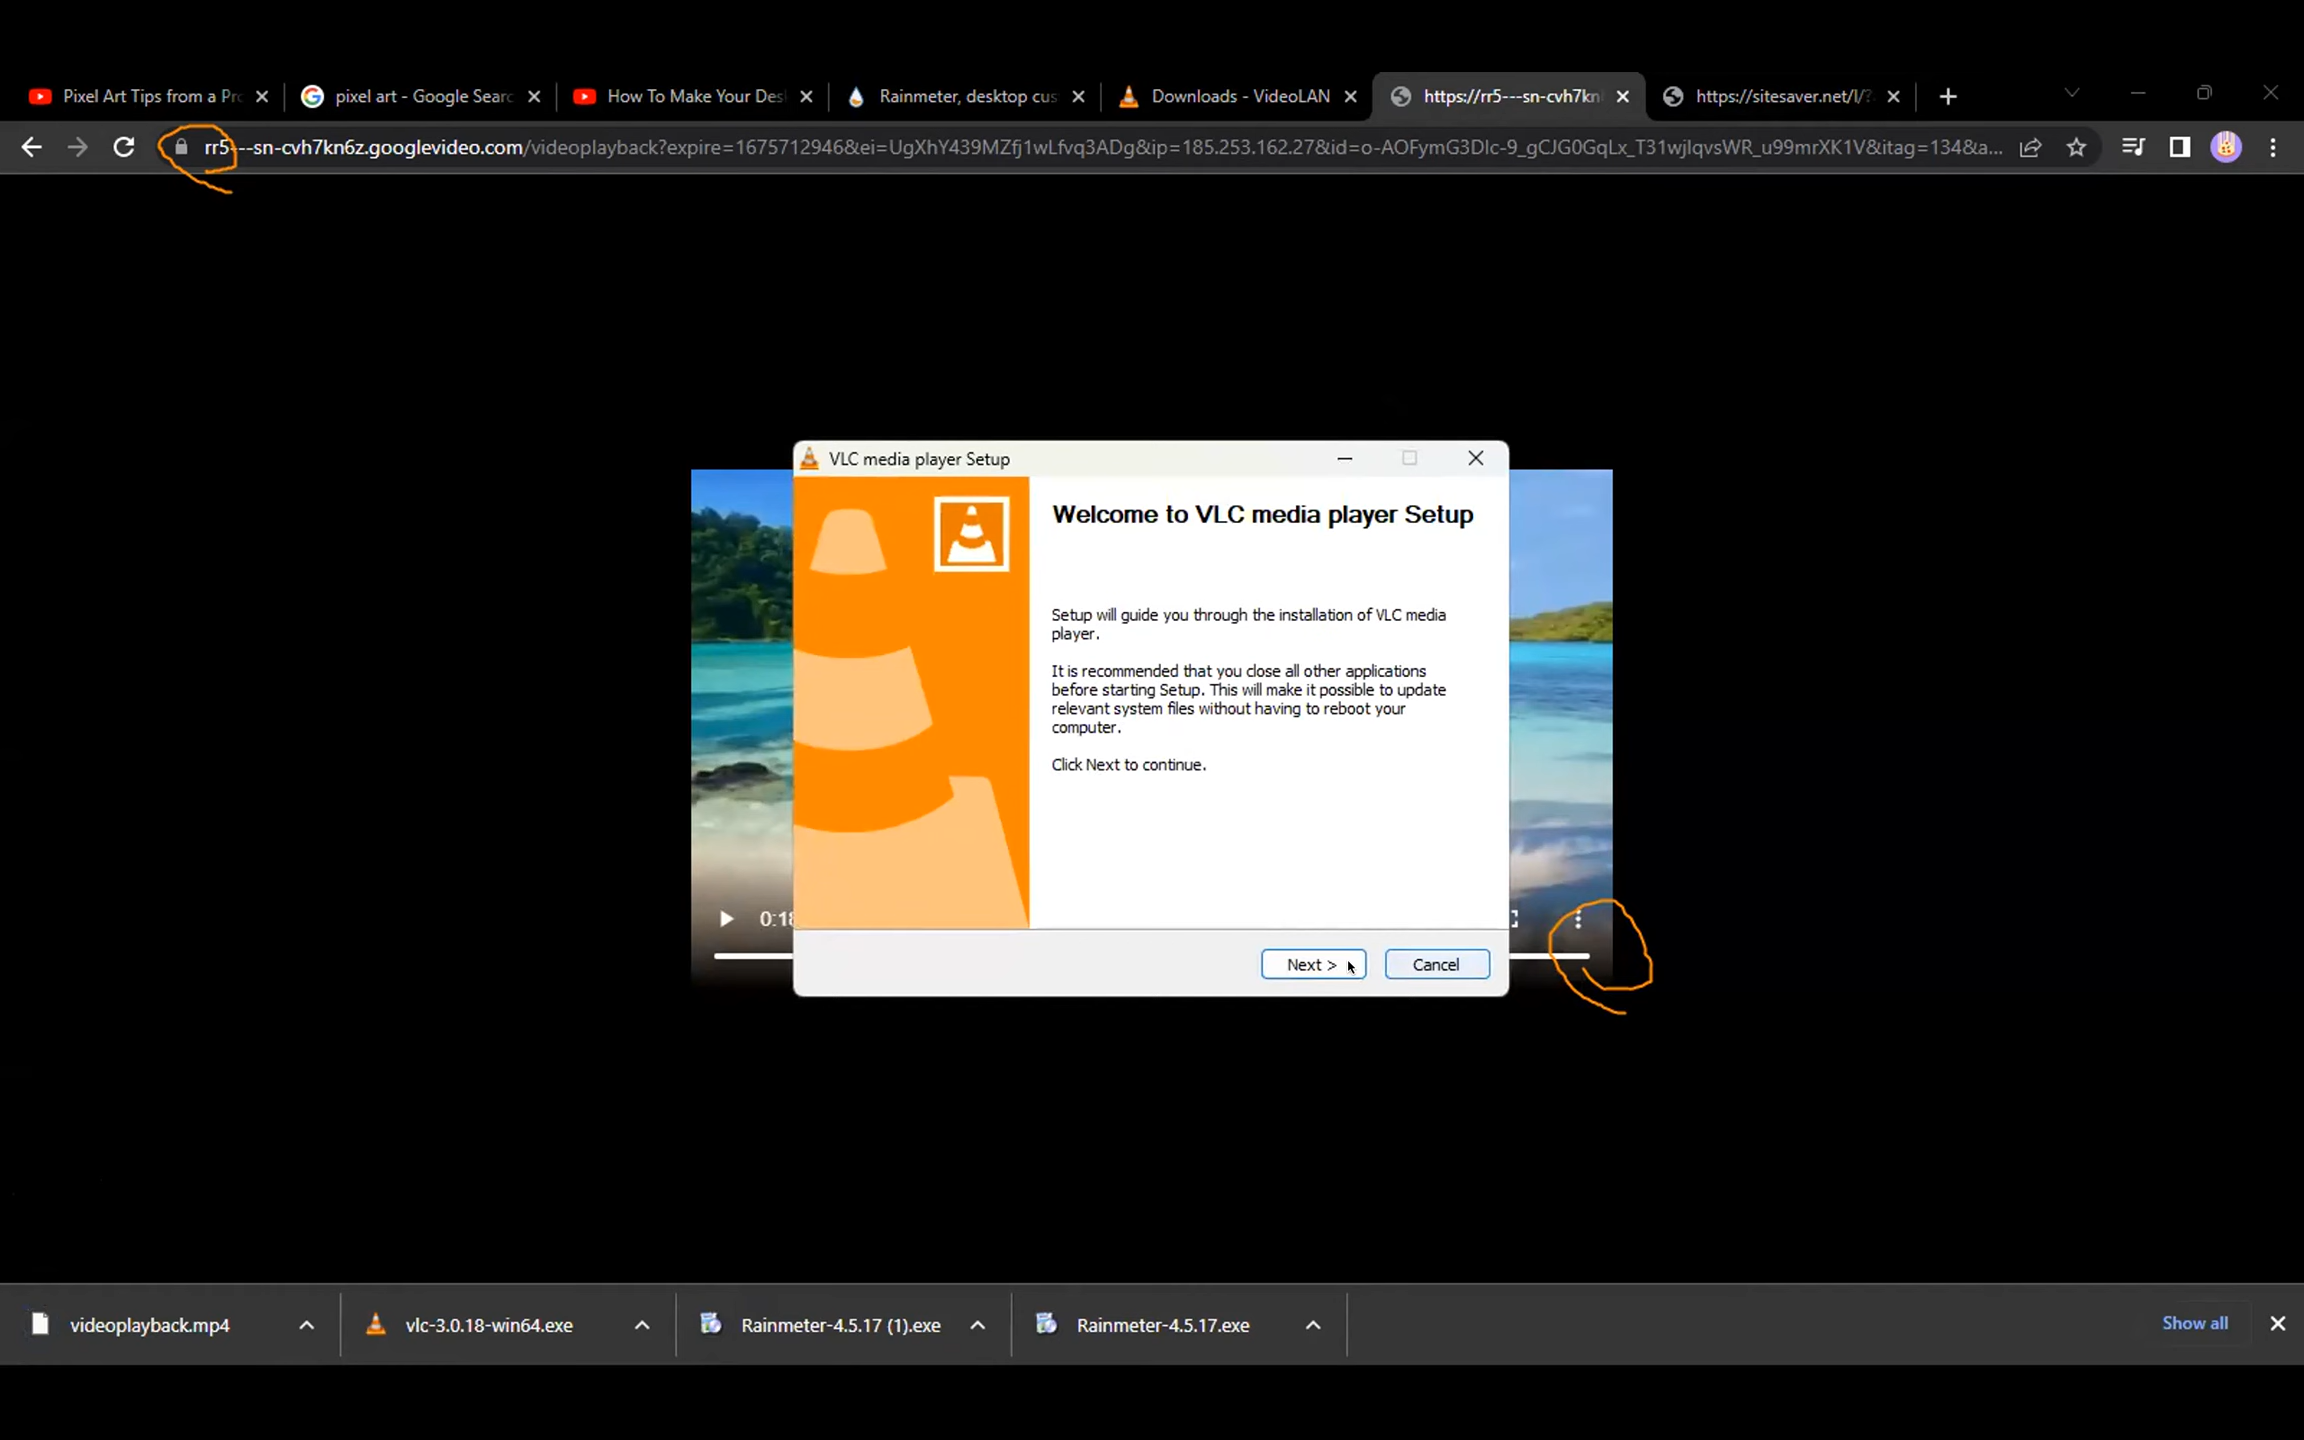 Pixel Art Tips from a Pro
pixel art - Google Searc
How To Make Your Des
Rainmeter, desktop cus
Downloads - VideoLAN
https://rr5---sn-cvh7kn
https://sitesaver.net/l/?
rr5---sn-cvh7kn6z.googlevideo.com/videoplayback?expire=1675712946&ei=UgXhY439MZfj1wLfvq3ADg&ip=185.253.162.27&id=o-AOFymG3DIc-9_gCJG0GqLx_T31wjIqvsWR_u99mrXK1V&itag=134&a...
VLC media player Setup
Welcome to VLC media player Setup
Setup will guide you through the installation of VLC media
player.
It is recommended that you close all other applications
before starting Setup. This will make it possible to update
relevant system files without having to reboot your
computer.
Click Next to continue.
0:18
Next >
Cancel
videoplayback.mp4
vlc-3.0.18-win64.exe
Rainmeter-4.5.17 (1).exe
Rainmeter-4.5.17.exe
Show all